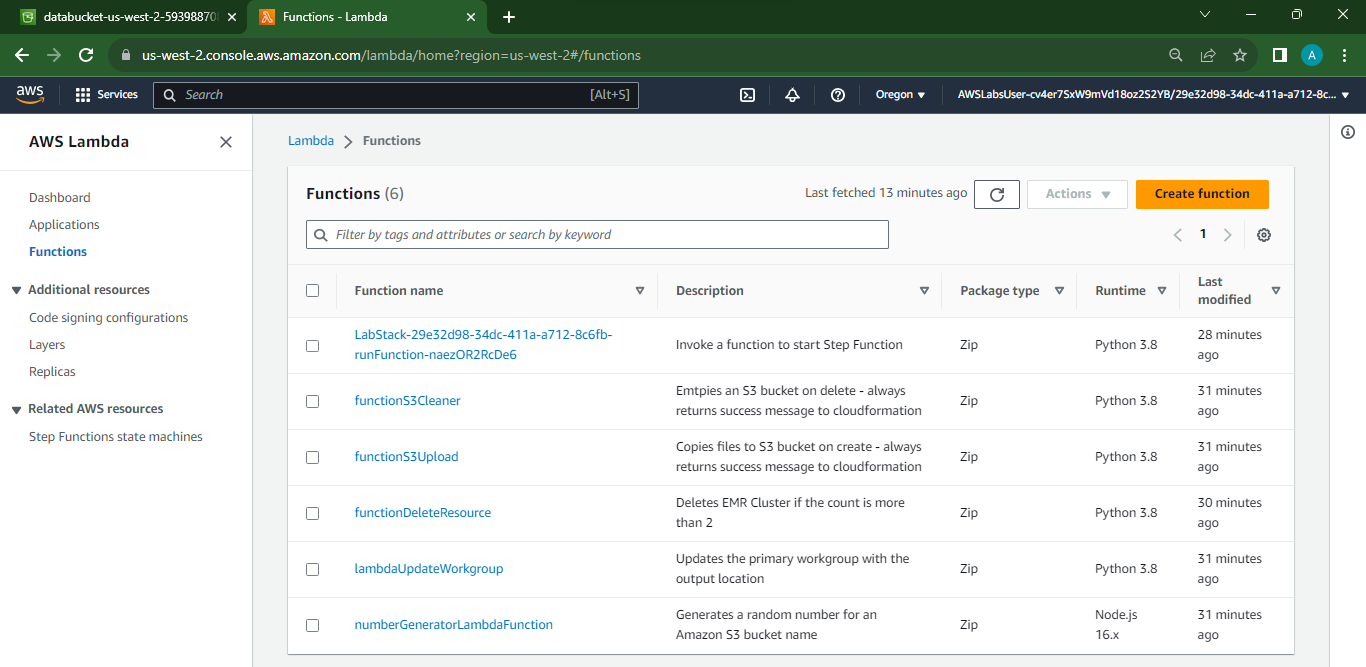 databucket-us-west-2-59398870
Functions - Lambda
us-west-2.console.aws.amazon.com/lambda/home?region=us-west-2#/functions
A
aws
Services
Search
[Alt+S]
Oregon
AWSLabsUser-cv4er7SxW9mVd18oz2S2YB/29e32d98-34dc-411a-a712-8c...
AWS Lambda
Dashboard
Applications
Functions
Additional resources
Code signing configurations
Layers
Replicas
Related AWS resources
Step Functions state machines
Lambda
Functions
Functions (6)
Last fetched 13 minutes ago
Actions
Create function
Filter by tags and attributes or search by keyword
1
Function name
Description
Package type
Runtime
Last
modified
LabStack-29e32d98-34dc-411a-a712-8c6fb-
runFunction-naezOR2RcDe6
Invoke a function to start Step Function
Zip
Python 3.8
28 minutes
ago
functionS3Cleaner
Emtpies an S3 bucket on delete - always
returns success message to cloudformation
Zip
Python 3.8
31 minutes
ago
functionS3Upload
Copies files to S3 bucket on create - always
returns success message to cloudformation
Zip
Python 3.8
31 minutes
ago
functionDeleteResource
Deletes EMR Cluster if the count is more
than 2
Zip
Python 3.8
30 minutes
ago
lambdaUpdateWorkgroup
Updates the primary workgroup with the
output location
Zip
Python 3.8
31 minutes
ago
numberGeneratorLambdaFunction
Generates a random number for an
Amazon S3 bucket name
Zip
Node.js
16.x
31 minutes
ago